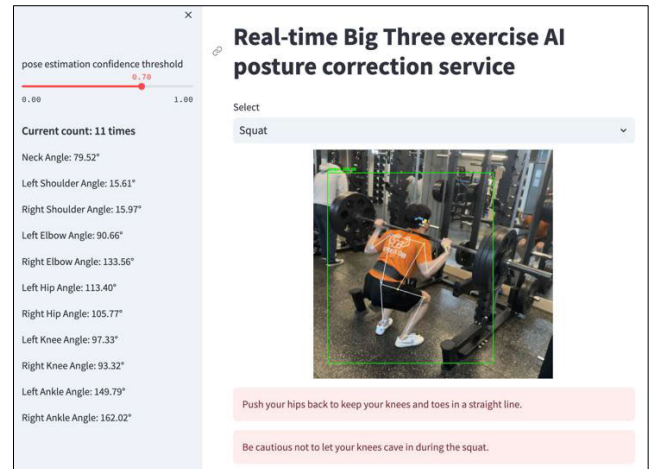 ×
pose estimation confidence threshold
0.70
0.00 1.00
Current count: 11 times
Neck Angle: 79.52°
Left Shoulder Angle: 15.61°
Right Shoulder Angle: 15.97°
Left Elbow Angle: 90.66°
Right Elbow Angle: 133.56°
Left Hip Angle: 113.40°
Right Hip Angle: 105.77°
Left Knee Angle: 97.33°
Right Knee Angle: 93.32°
Left Ankle Angle: 149.79°
Right Ankle Angle: 162.02°
Real-time Big Three exercise AI
posture correction service
Select
Squat
Push your hips back to keep your knees and toes in a straight line.
Be cautious not to let your knees cave in during the squat.